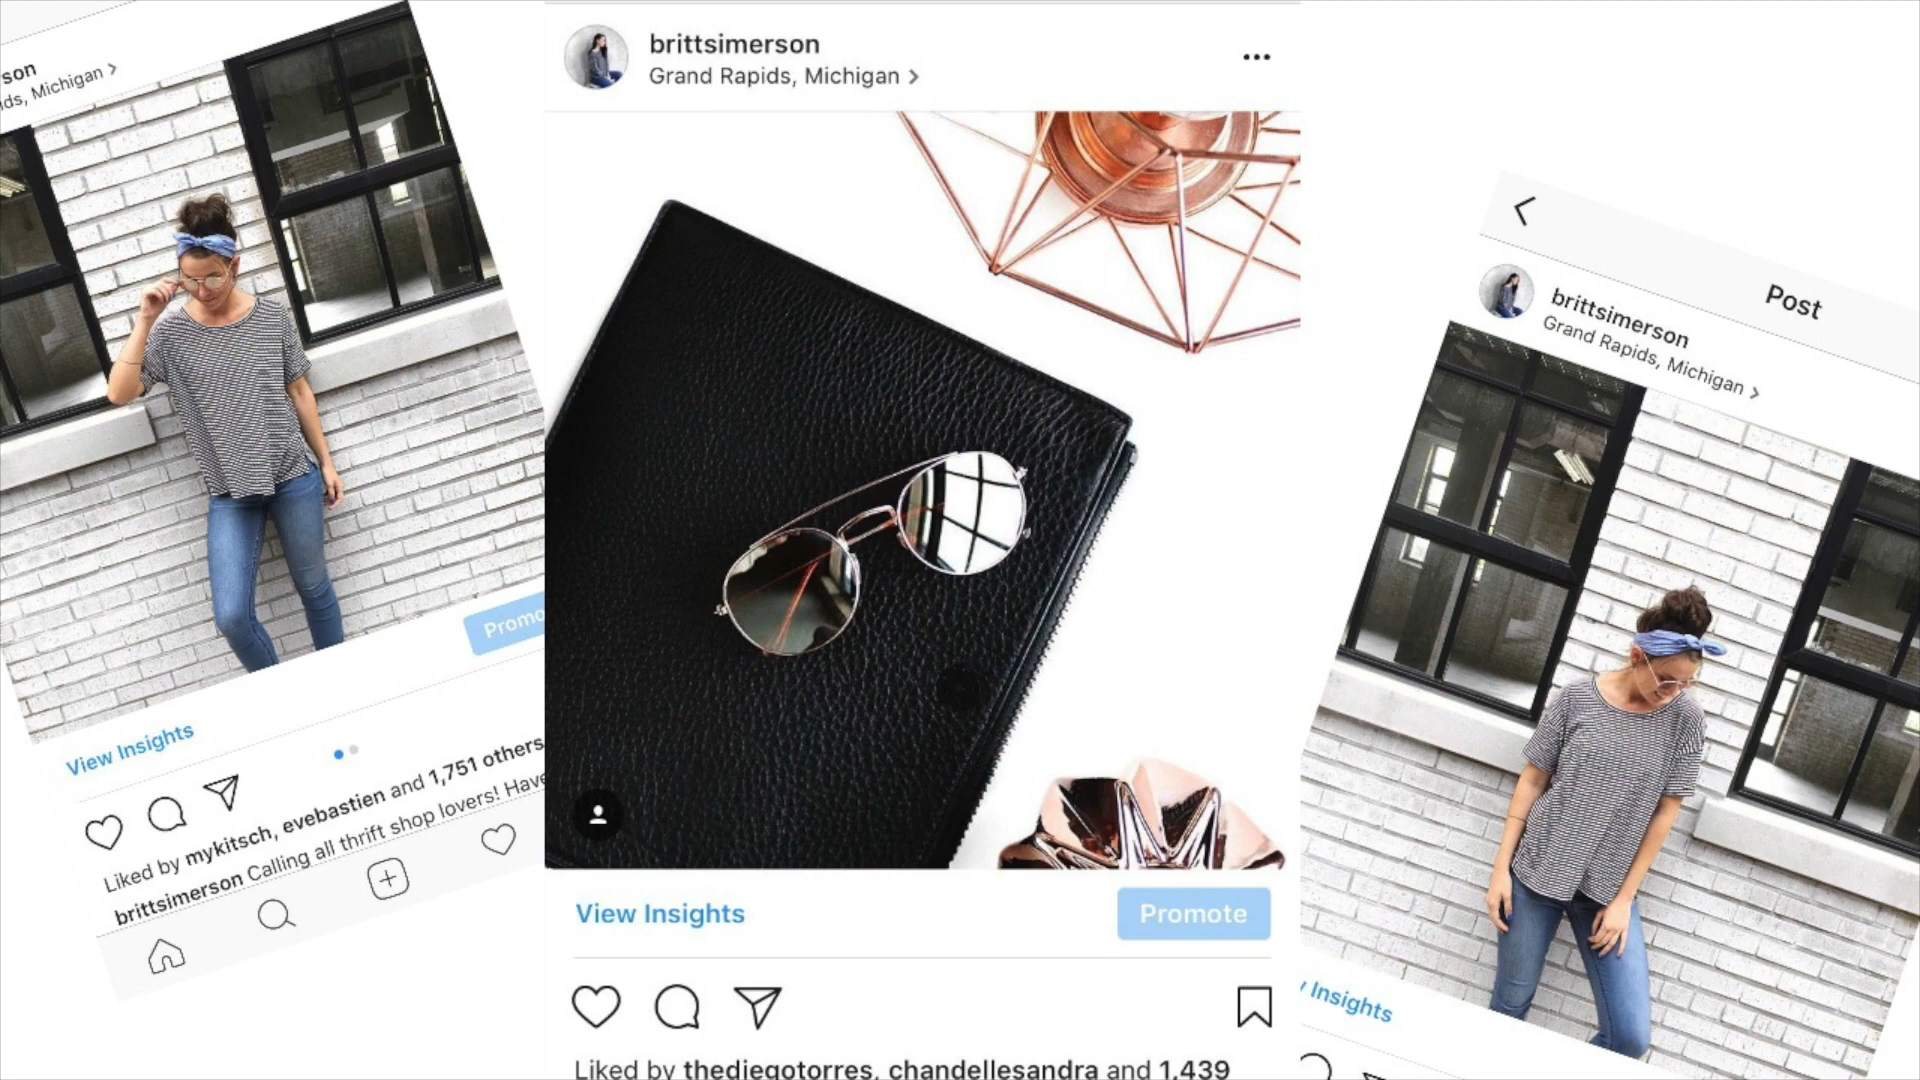 son
ds, Michigan >
Promo
View Insights
Liked by mykitsch, evebastien and 1,751 others
brittsimerson Calling all thrift shop lovers! Have
brittsimerson
Grand Rapids, Michigan >
View Insights
Promote
Liked by thediegotorres, chandellesandra and 1,439
Post
brittsimerson
Grand Rapids, Michigan >
Insights